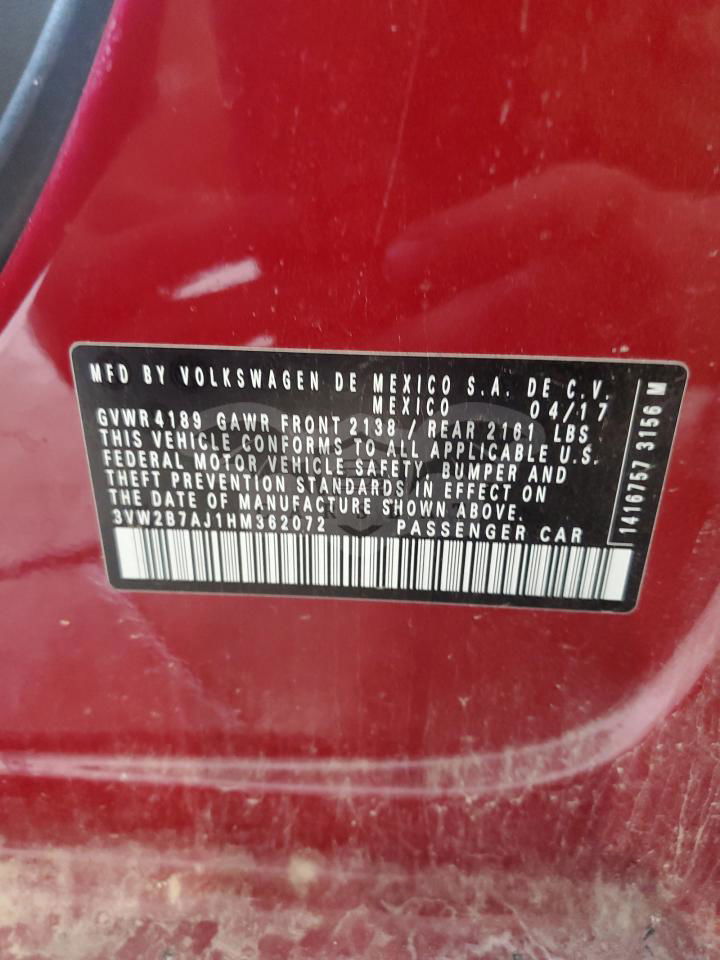 MFD BY VOLKSWAGEN DE MEXICO S.A. DE C.V.
MEXICO 04/17
GVWR4189 GAWR FRONT 2138 / REAR 2161 LBS
THIS VEHICLE CONFORMS TO ALL APPLICABLE U.S.
FEDERAL MOTOR VEHICLE SAFETY, BUMPER AND
THEFT PREVENTION STANDARDS IN EFFECT ON
THE DATE OF MANUFACTURE SHOWN ABOVE.
3VW2B7AJ1HM362072 PASSENGER CAR
1416757 3156 M